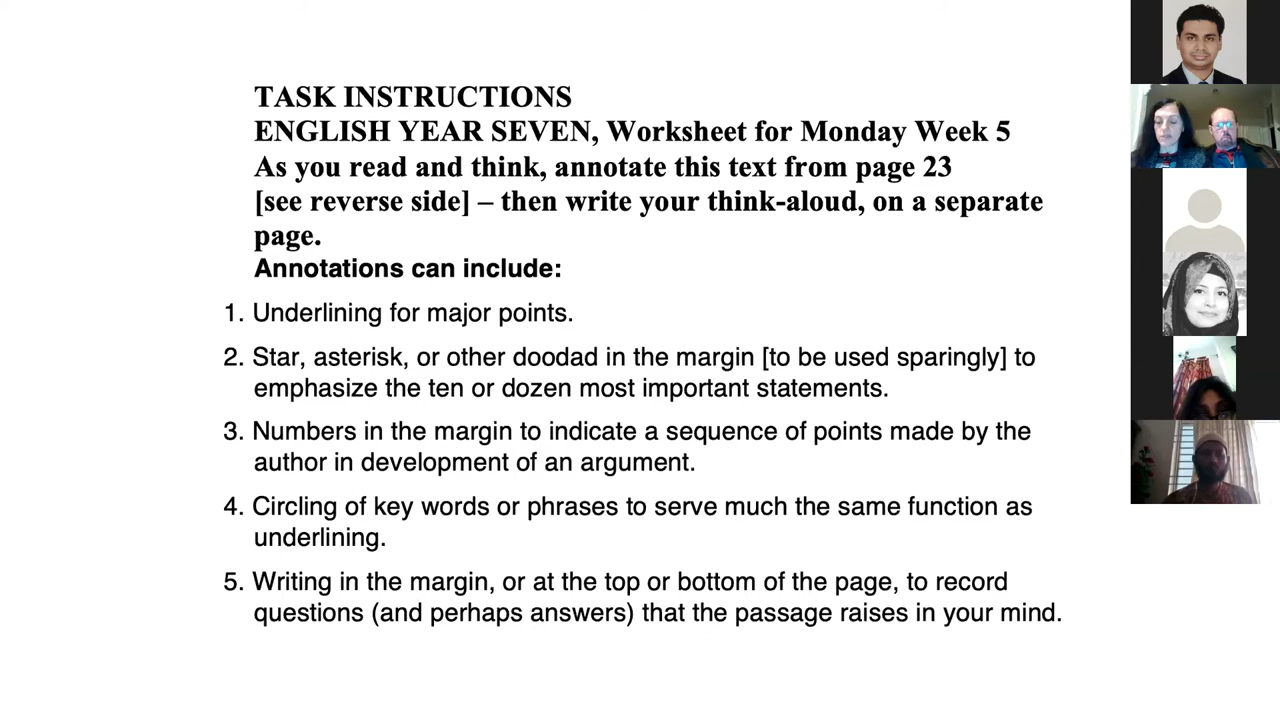 TASK INSTRUCTIONS
ENGLISH YEAR SEVEN, Worksheet for Monday Week 5
As you read and think, annotate this text from page 23
[see reverse side] – then write your think-aloud, on a separate
page.
Annotations can include:
1. Underlining for major points.
2. Star, asterisk, or other doodad in the margin [to be used sparingly] to
emphasize the ten or dozen most important statements.
3. Numbers in the margin to indicate a sequence of points made by the
author in development of an argument.
4. Circling of key words or phrases to serve much the same function as
underlining.
5. Writing in the margin, or at the top or bottom of the page, to record
questions (and perhaps answers) that the passage raises in your mind.